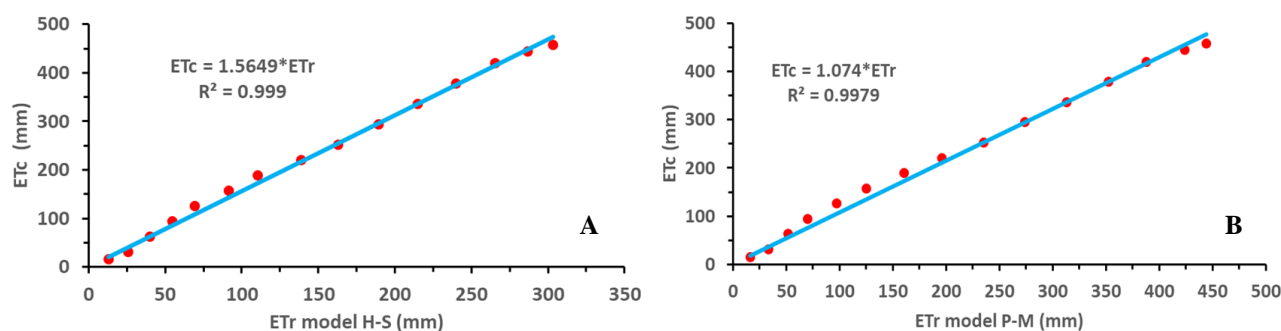 500
400
300
200
100
0
ETc (mm)
ETc = 1.5649*ETr
R² = 0.999
A
0 50 100 150 200 250 300 350
ETr model H-S (mm)
500
400
300
200
100
0
ETc (mm)
ETc = 1.074*ETr
R² = 0.9979
B
0 50 100 150 200 250 300 350 400 450 500
ETr model P-M (mm)